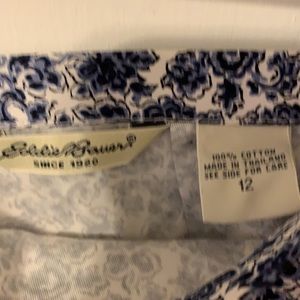 Eddie Bauer®
SINCE 1920
100% COTTON
MADE IN THAILAND
SEE SIDE FOR CARE
12